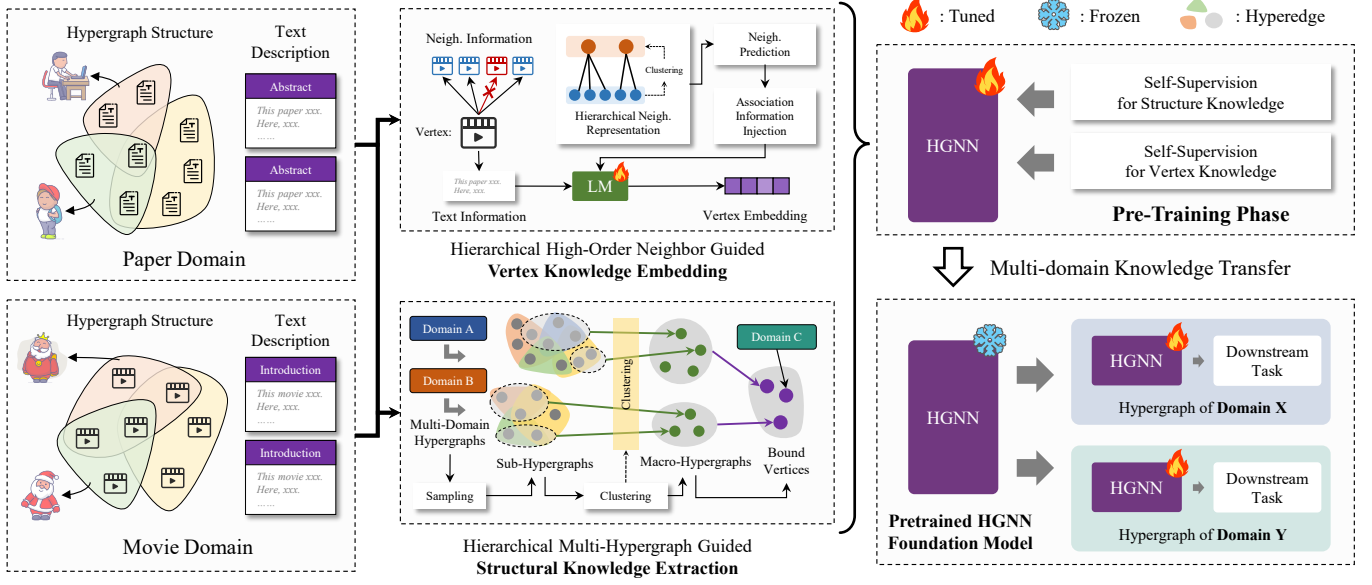 Hypergraph Structure
Text
Description
Abstract
This paper xxx.
Here, xxx.
……
Abstract
This paper xxx.
Here, xxx.
……
Paper Domain
Hypergraph Structure
Text
Description
Introduction
This movie xxx.
Here, xxx.
……
Introduction
This movie xxx.
Here, xxx.
……
Movie Domain
Neigh. Information
Vertex:
Clustering
Hierarchical Neigh.
Representation
Neigh.
Prediction
Association
Information
Injection
This paper xxx.
Here, xxx.
LM
Text Information
Vertex Embedding
Hierarchical High-Order Neighbor Guided
Vertex Knowledge Embedding
Domain A
Domain B
Multi-Domain
Hypergraphs
Clustering
Domain C
Sub-Hypergraphs
Macro-Hypergraphs
Bound
Vertices
Sampling
Clustering
Hierarchical Multi-Hypergraph Guided
Structural Knowledge Extraction
: Tuned
: Frozen
: Hyperedge
HGNN
Self-Supervision
for Structure Knowledge
Self-Supervision
for Vertex Knowledge
Pre-Training Phase
Multi-domain Knowledge Transfer
HGNN
Pretrained HGNN
Foundation Model
HGNN
Downstream
Task
Hypergraph of Domain X
HGNN
Downstream
Task
Hypergraph of Domain Y